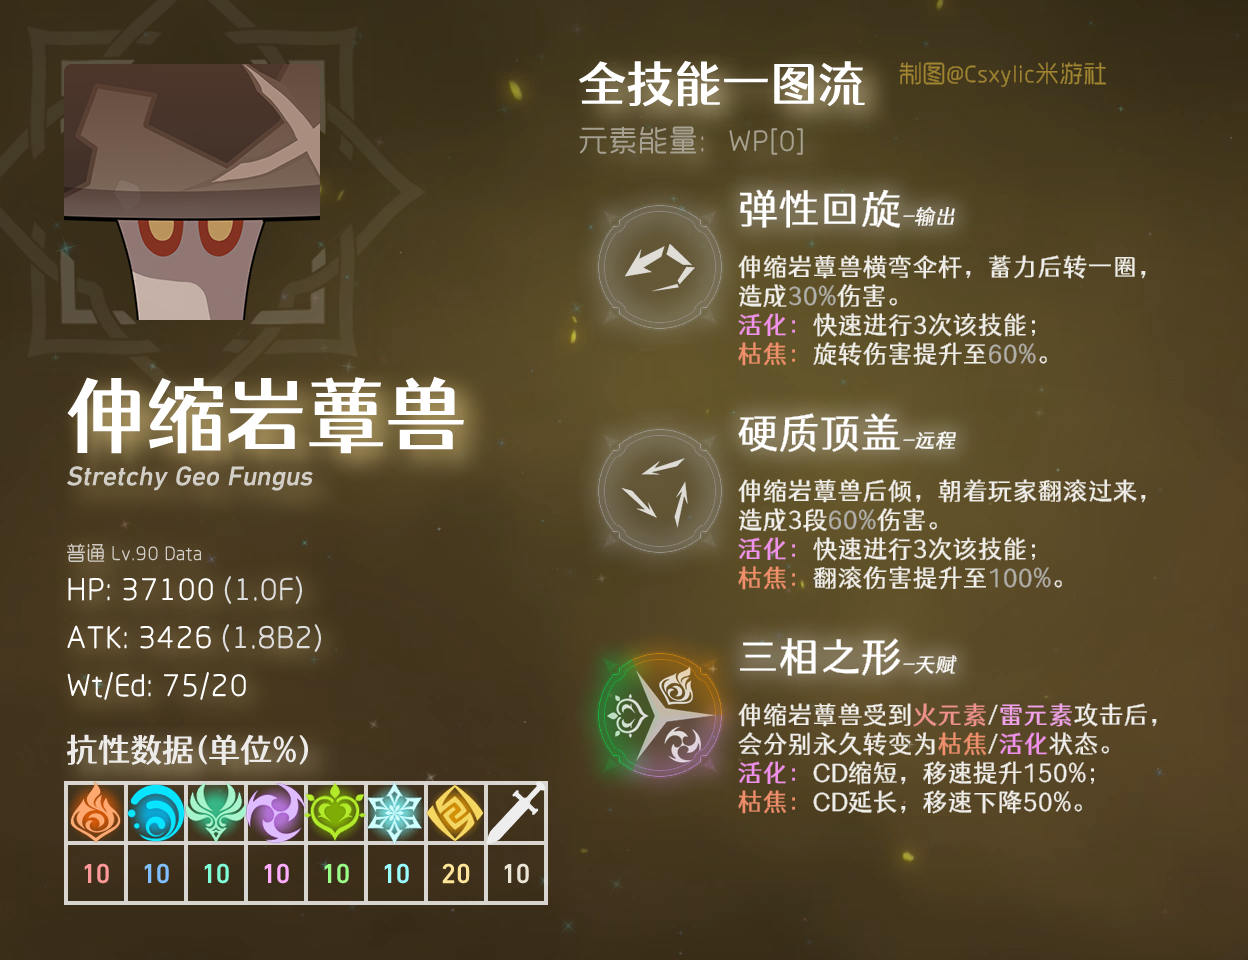 全技能一图流
制图@Csxylic米游社
元素能量： WP[0]
弹性回旋–输出
伸缩岩蕈兽横弯伞杆，蓄力后转一圈，
造成30%伤害。
活化：快速进行3次该技能；
枯焦：旋转伤害提升至60%。
伸缩岩蕈兽
Stretchy Geo Fungus
硬质顶盖–远程
伸缩岩蕈兽后倾，朝着玩家翻滚过来，
造成3段60%伤害。
活化：快速进行3次该技能；
枯焦：翻滚伤害提升至100%。
普通 Lv.90 Data
HP: 37100 (1.0F)
ATK: 3426 (1.8B2)
Wt/Ed: 75/20
三相之形–天赋
伸缩岩蕈兽受到火元素/雷元素攻击后，
会分别永久转变为枯焦/活化状态。
活化：CD缩短，移速提升150%；
枯焦：CD延长，移速下降50%。
抗性数据(单位%)
10 10 10 10 10 10 20 10